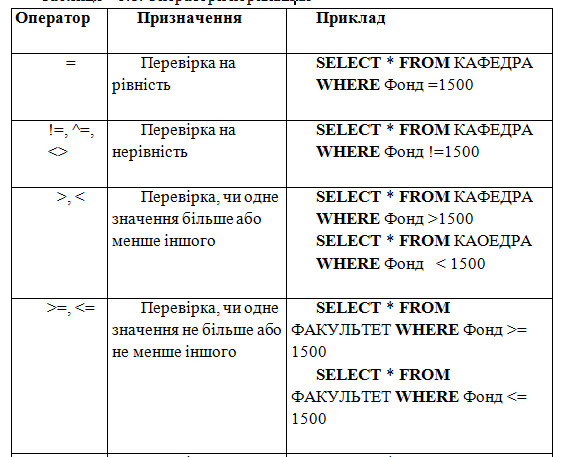 Оператор Призначення Приклад
= Перевірка на рівність SELECT * FROM КАФЕДРА
WHERE Фонд =1500
!=, ^=, <> Перевірка на нерівність SELECT * FROM КАФЕДРА
WHERE Фонд !=1500
>, < Перевірка, чи одне
значення більше або
менше іншого
SELECT * FROM КАФЕДРА
WHERE Фонд >1500
SELECT * FROM КАОЕДРА
WHERE Фонд < 1500
>=, <= Перевірка, чи одне
значення не більше або
не менше іншого
SELECT * FROM
ФАКУЛЬТЕТ WHERE Фонд >=
1500
SELECT * FROM
ФАКУЛЬТЕТ WHERE Фонд <=
1500